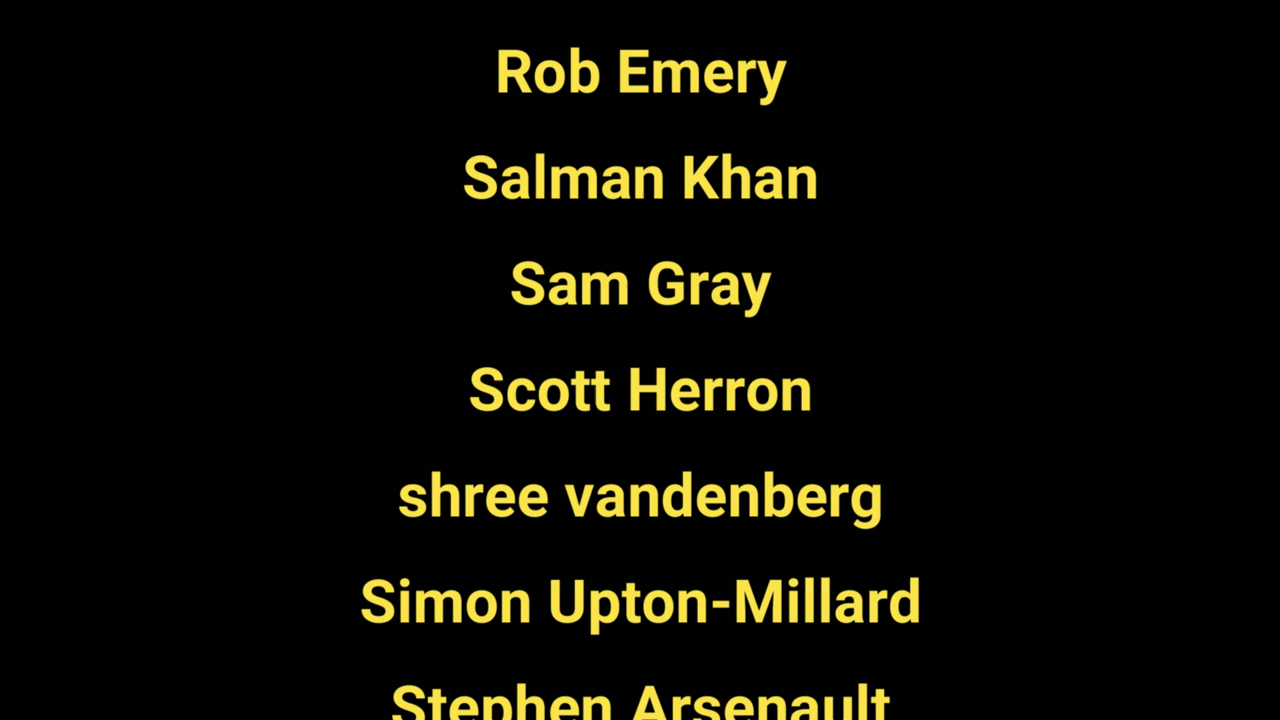 Rob Emery
Salman Khan
Sam Gray
Scott Herron
shree vandenberg
Simon Upton-Millard
Stephen Arsenault